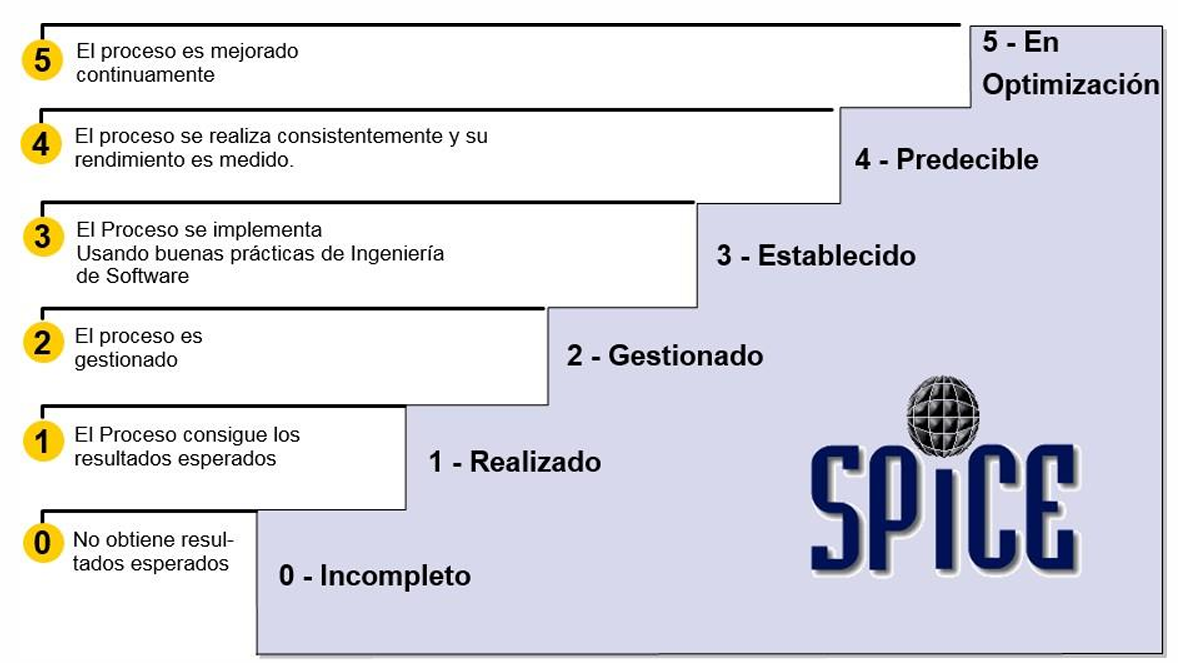 5
El proceso es mejorado
continuamente
5 - En
Optimización
4
El proceso se realiza consistentemente y su
rendimiento es medido.
4 - Predecible
3
El Proceso se implementa
Usando buenas prácticas de Ingeniería
de Software
3 - Establecido
2
El proceso es
gestionado
2 - Gestionado
1
El Proceso consigue los
resultados esperados
1 - Realizado
0
No obtiene resul-
tados esperados
0 - Incompleto
SPiCE